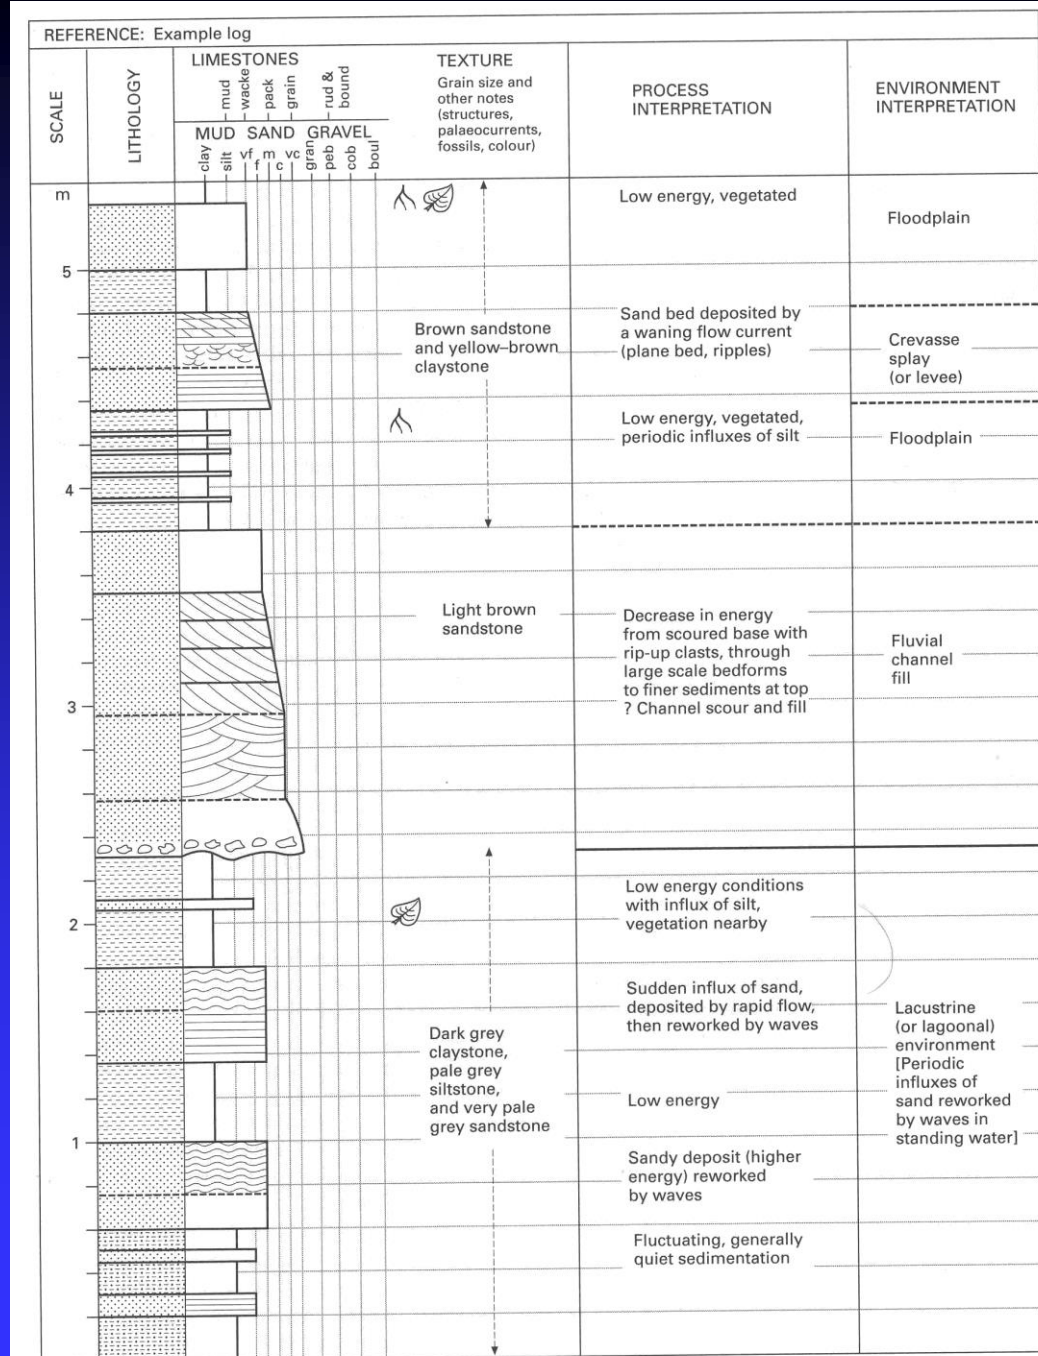 REFERENCE: Example log
SCALE
LITHOLOGY
LIMESTONES
mud
wacke
pack
grain
rud &
bound
MUD SAND GRAVEL
clay
silt
vf
f
m
c
vc
gran
peb
cob
boul
TEXTURE
Grain size and
other notes
(structures,
palaeocurrents,
fossils, colour)
PROCESS
INTERPRETATION
ENVIRONMENT
INTERPRETATION
m
Low energy, vegetated
Floodplain
5
Brown sandstone
and yellow–brown
claystone
Sand bed deposited by
a waning flow current
(plane bed, ripples)
Crevasse
splay
(or levee)
Low energy, vegetated,
periodic influxes of silt
Floodplain
4
Light brown
sandstone
Decrease in energy
from scoured base with
rip-up clasts, through
large scale bedforms
to finer sediments at top
? Channel scour and fill
Fluvial
channel
fill
3
Low energy conditions
with influx of silt,
vegetation nearby
2
Sudden influx of sand,
deposited by rapid flow,
then reworked by waves
Dark grey
claystone,
pale grey
siltstone,
and very pale
grey sandstone
Lacustrine
(or lagoonal)
environment
[Periodic
influxes of
sand reworked
by waves in
standing water]
Low energy
1
Sandy deposit (higher
energy) reworked
by waves
Fluctuating, generally
quiet sedimentation